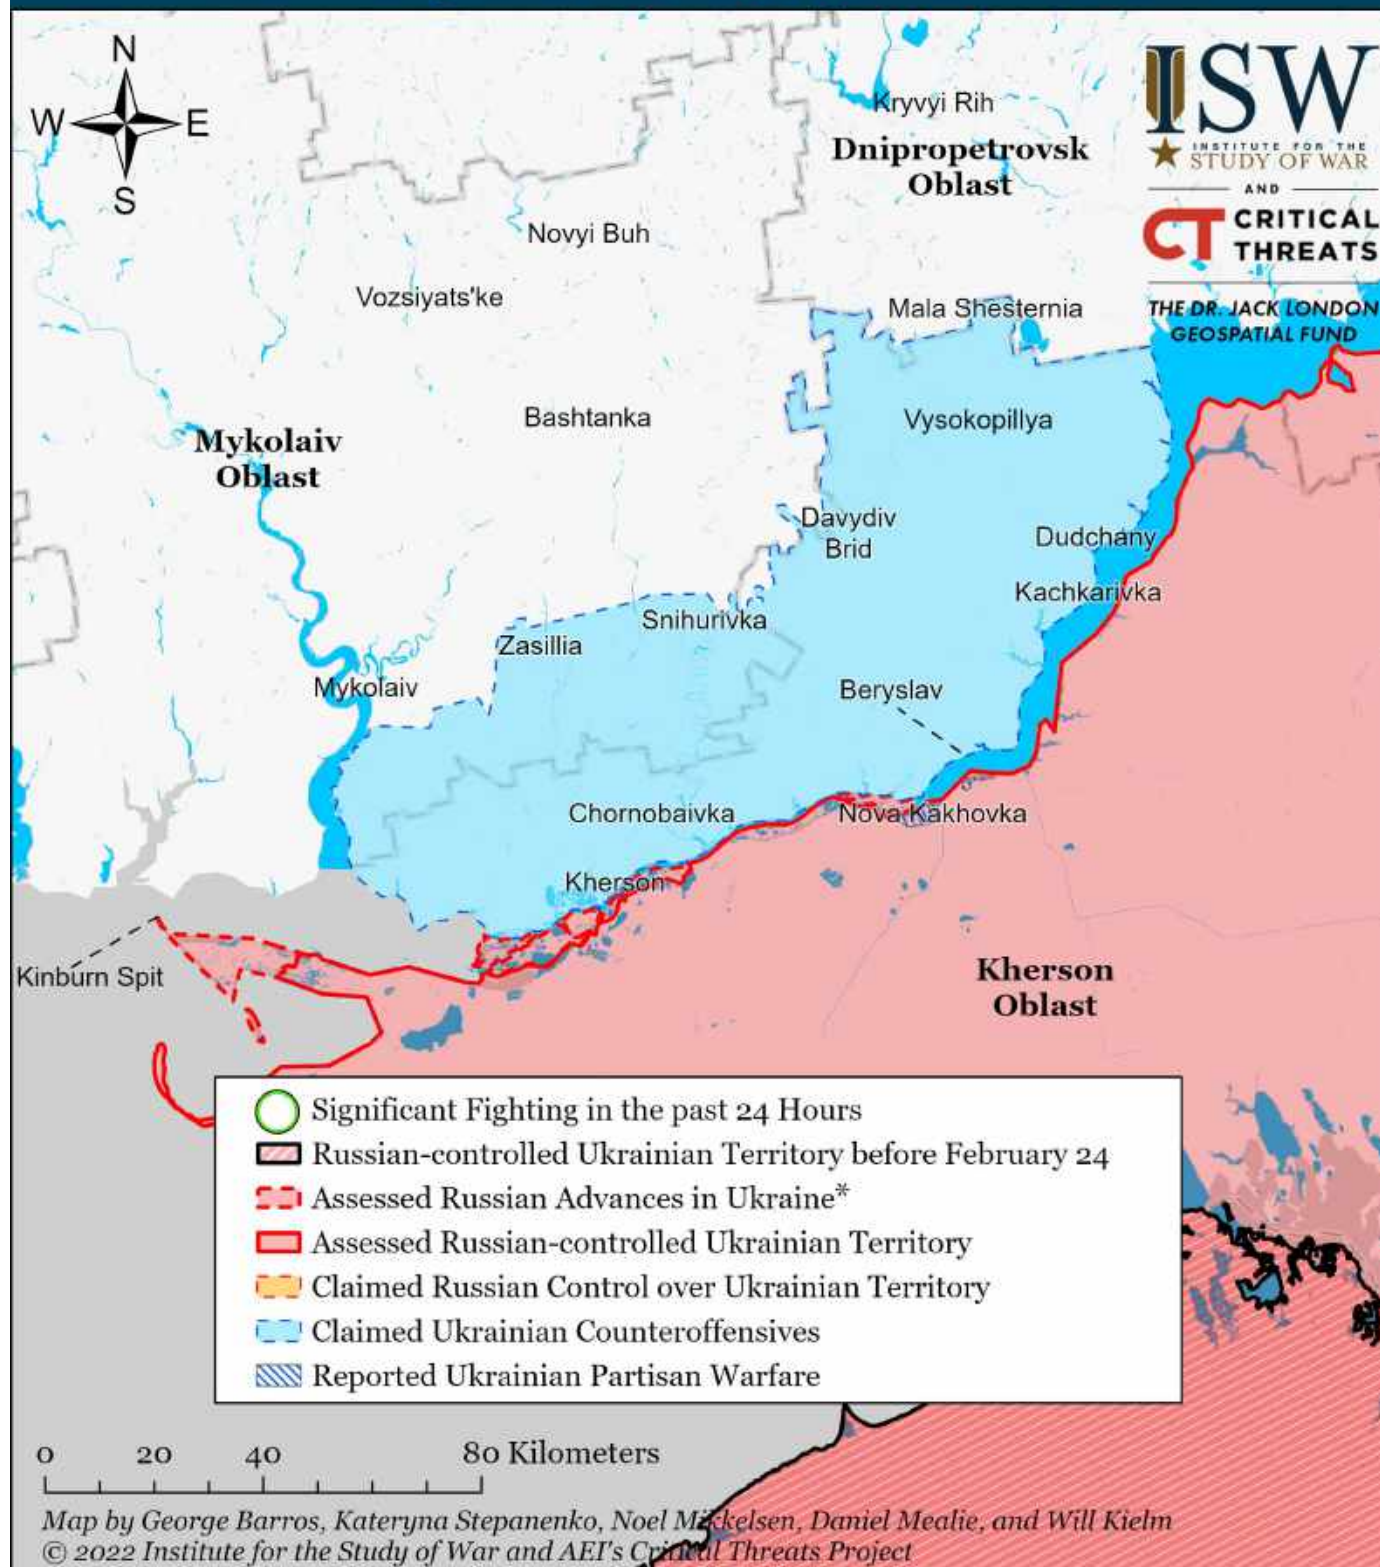 N
W
E
S
ISW
INSTITUTE FOR THE
STUDY OF WAR
AND
CT CRITICAL
THREATS
THE DR. JACK LONDON
GEOSPATIAL FUND
Kryvyi Rih
Dnipropetrovsk
Oblast
Novyi Buh
Vozsiyats'ke
Mala Shesternia
Bashtanka
Vysokopillya
Mykolaiv
Oblast
Davydiv
Brid
Dudchany
Kachkarivka
Snihurivka
Zasillia
Mykolaiv
Beryslav
Chornobaivka
Nova Kakhovka
Kherson
Kinburn Spit
Kherson
Oblast
Significant Fighting in the past 24 Hours
Russian-controlled Ukrainian Territory before February 24
Assessed Russian Advances in Ukraine*
Assessed Russian-controlled Ukrainian Territory
Claimed Russian Control over Ukrainian Territory
Claimed Ukrainian Counteroffensives
Reported Ukrainian Partisan Warfare
0 20 40 80 Kilometers
Map by George Barros, Kateryna Stepanenko, Noel Mikkelsen, Daniel Mealie, and Will Kielm
© 2022 Institute for the Study of War and AEI's Critical Threats Project